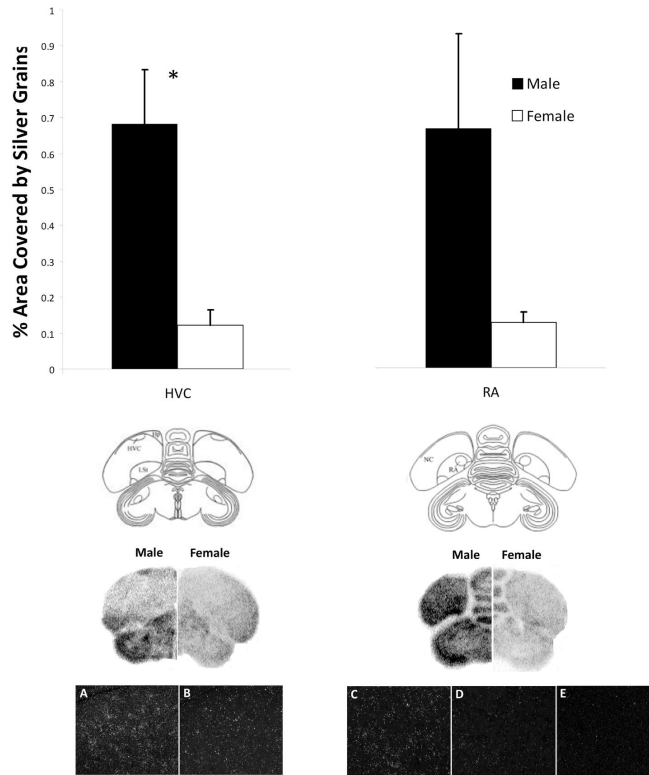 % Area Covered by Silver Grains
1
0.9
0.8
0.7
0.6
0.5
0.4
0.3
0.2
0.1
0
*
Male
Female
HVC
RA
Hp
HVC
LSt
NC
RA
Male Female
Male Female
A B C D E